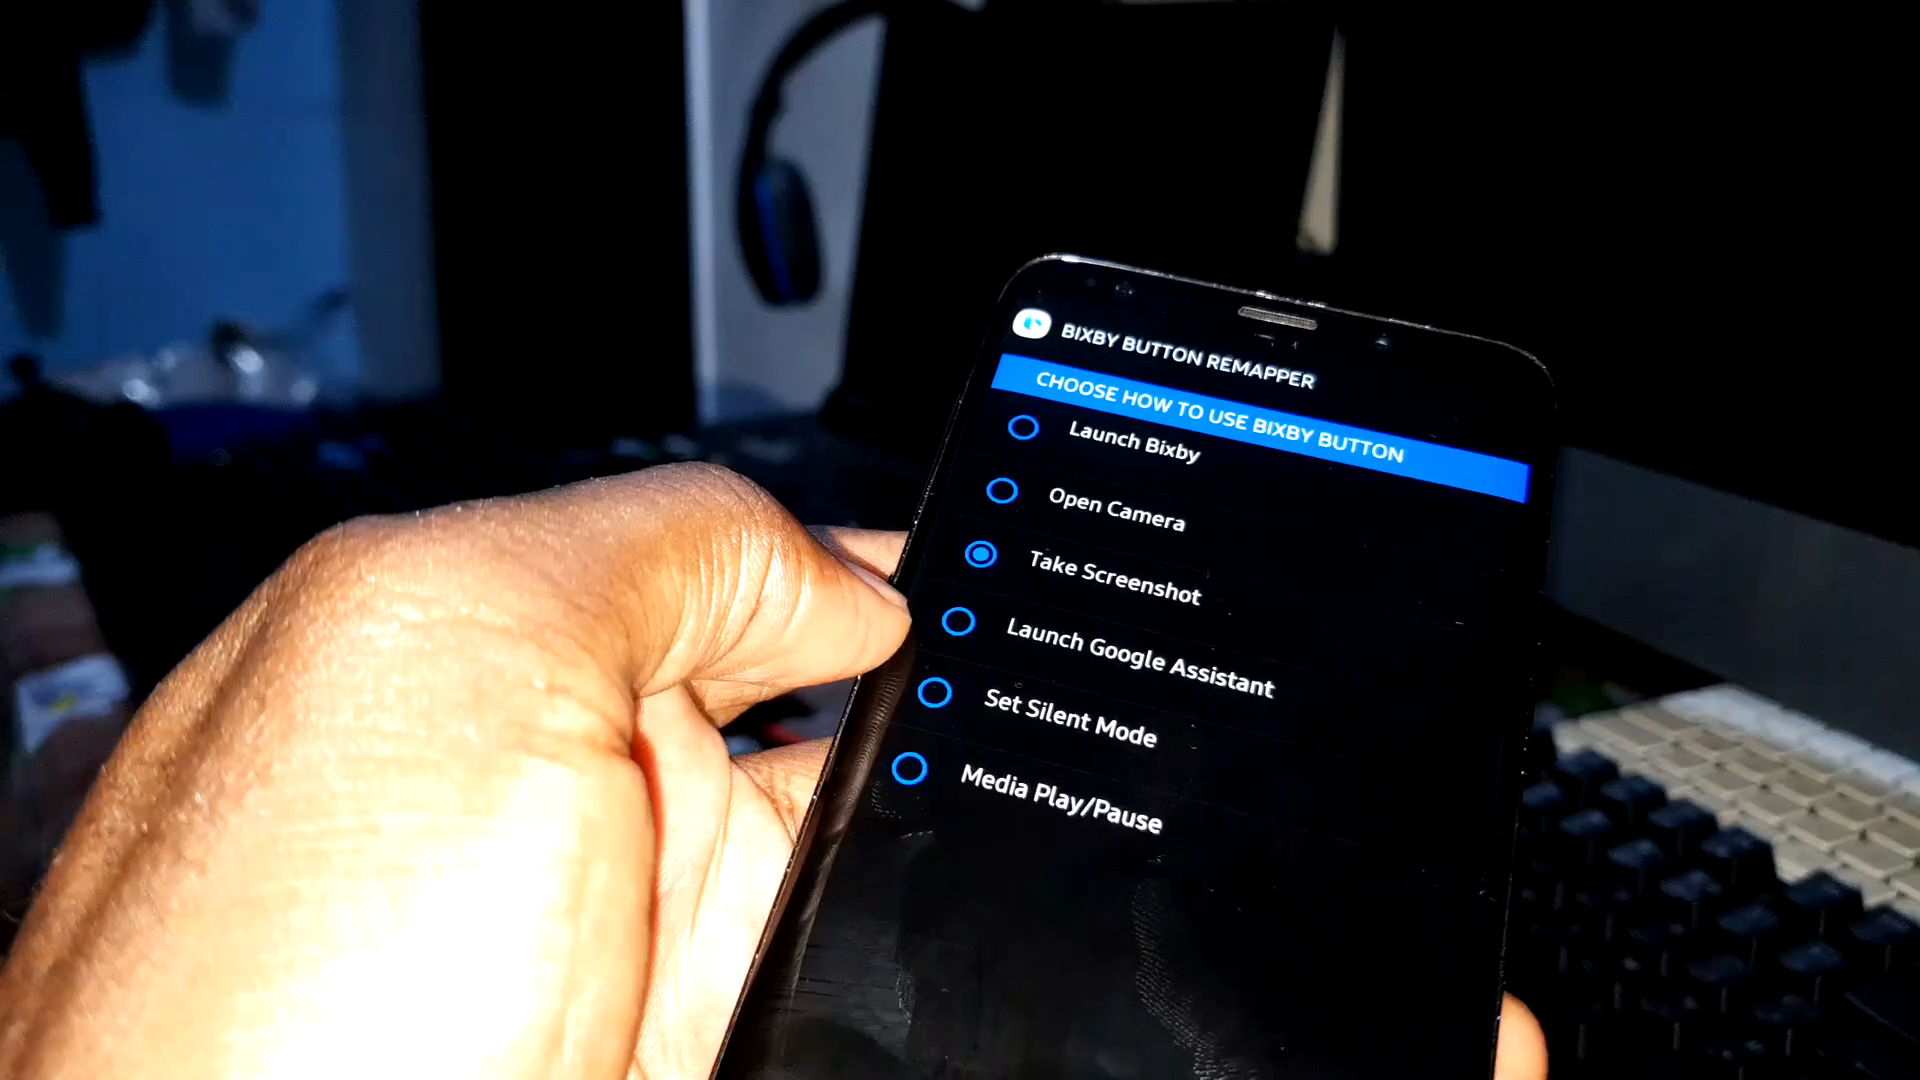 BIXBY BUTTON REMAPPER
CHOOSE HOW TO USE BIXBY BUTTON
Launch Bixby
Open Camera
Take Screenshot
Launch Google Assistant
Set Silent Mode
Media Play/Pause